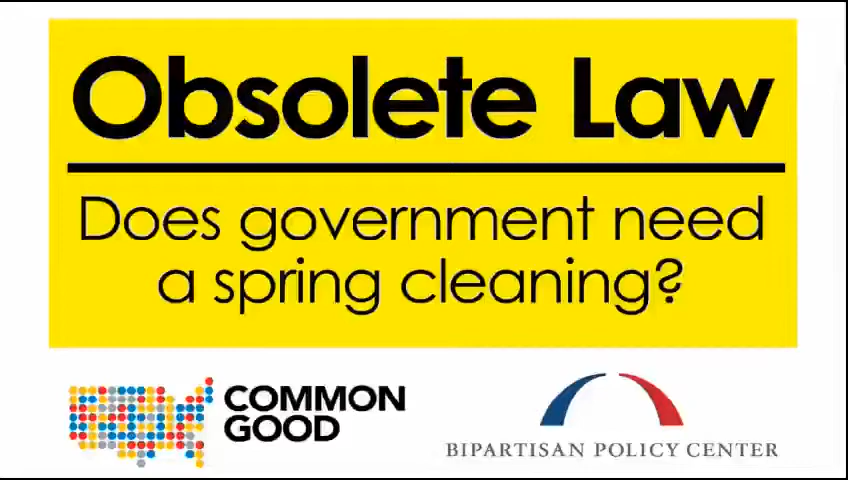 Obsolete Law
Does government need
a spring cleaning?
COMMON
GOOD
BIPARTISAN POLICY CENTER